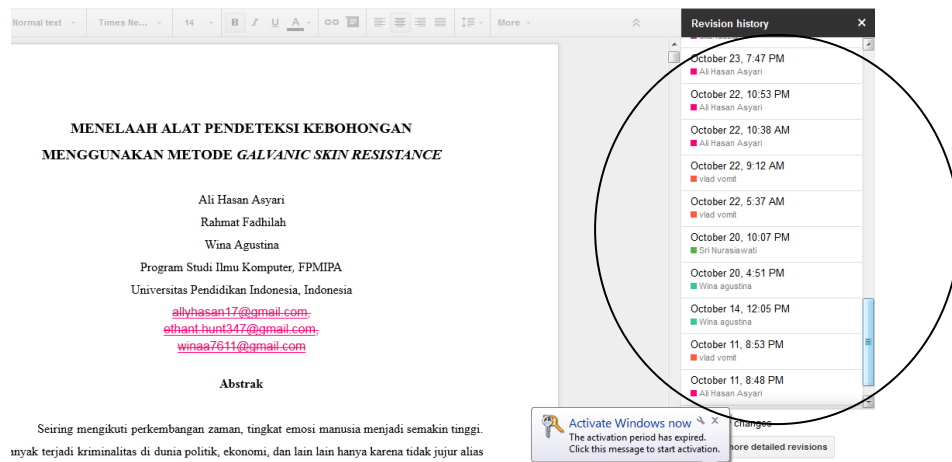 Normal text
Times Ne...
14
B I U A
More
Revision history
October 23, 7:47 PM
Ali Hasan Asyari
October 22, 10:53 PM
Ali Hasan Asyari
October 22, 10:38 AM
Ali Hasan Asyari
October 22, 9:12 AM
vlad vomit
October 22, 5:37 AM
vlad vomit
October 20, 10:07 PM
Sri Nurasiawati
October 20, 4:51 PM
Wina agustina
October 14, 12:05 PM
Wina agustina
October 11, 8:53 PM
vlad vomit
October 11, 8:48 PM
Ali Hasan Asyari
changes
more detailed revisions
MENELAAH ALAT PENDETEKSI KEBOHONGAN
MENGGUNAKAN METODE GALVANIC SKIN RESISTANCE
Ali Hasan Asyari
Rahmat Fadhilah
Wina Agustina
Program Studi Ilmu Komputer, FPMIPA
Universitas Pendidikan Indonesia, Indonesia
allyhasan17@gmail.com,
ethant.hunt347@gmail.com,
winaa7611@gmail.com
Abstrak
Seiring mengikuti perkembangan zaman, tingkat emosi manusia menjadi semakin tinggi.
anyak terjadi kriminalitas di dunia politik, ekonomi, dan lain lain hanya karena tidak jujur alias
Activate Windows now
The activation period has expired.
Click this message to start activation.